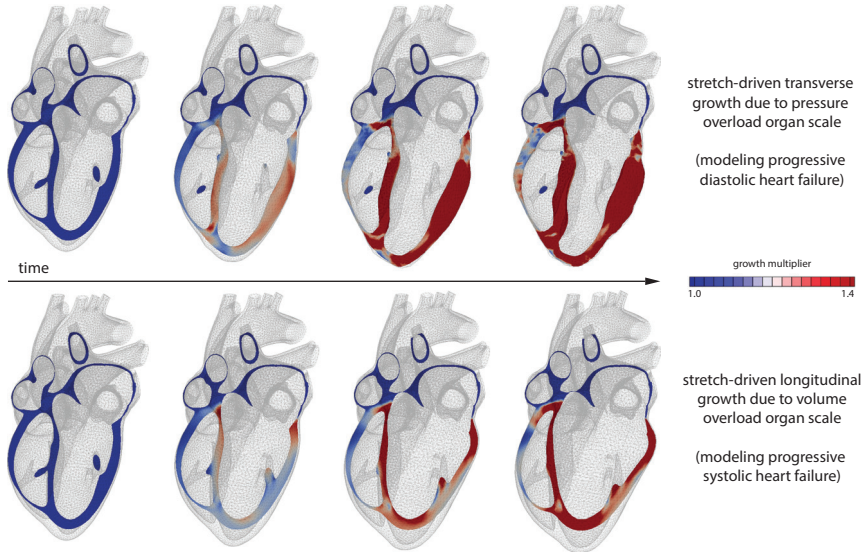 stretch-driven transverse
growth due to pressure
overload organ scale
(modeling progressive
diastolic heart failure)
time
growth multiplier
1.0 1.4
stretch-driven longitudinal
growth due to volume
overload organ scale
(modeling progressive
systolic heart failure)